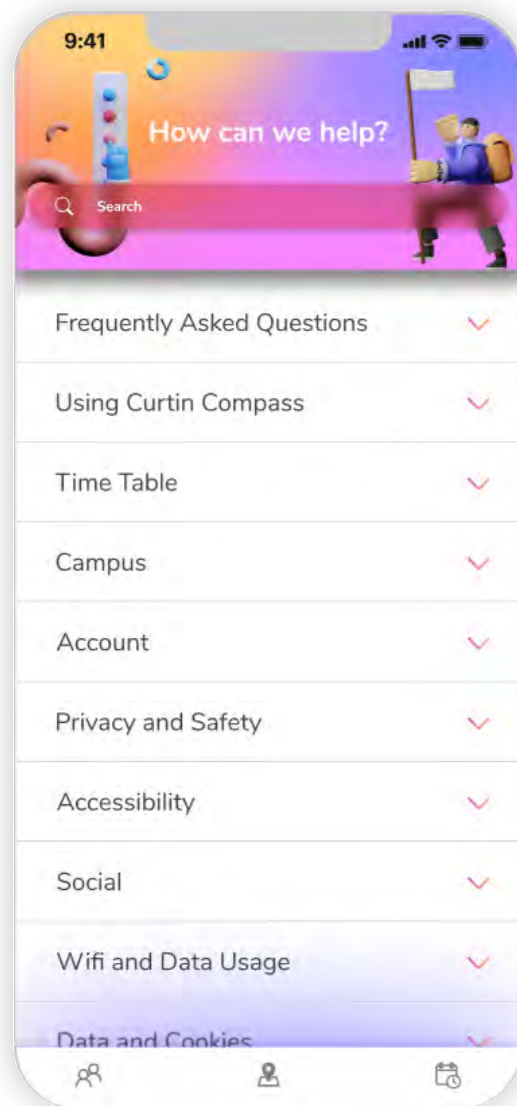 9:41
How can we help?
Search
Frequently Asked Questions
Using Curtin Compass
Time Table
Campus
Account
Privacy and Safety
Accessibility
Social
Wifi and Data Usage
Data and Cookies